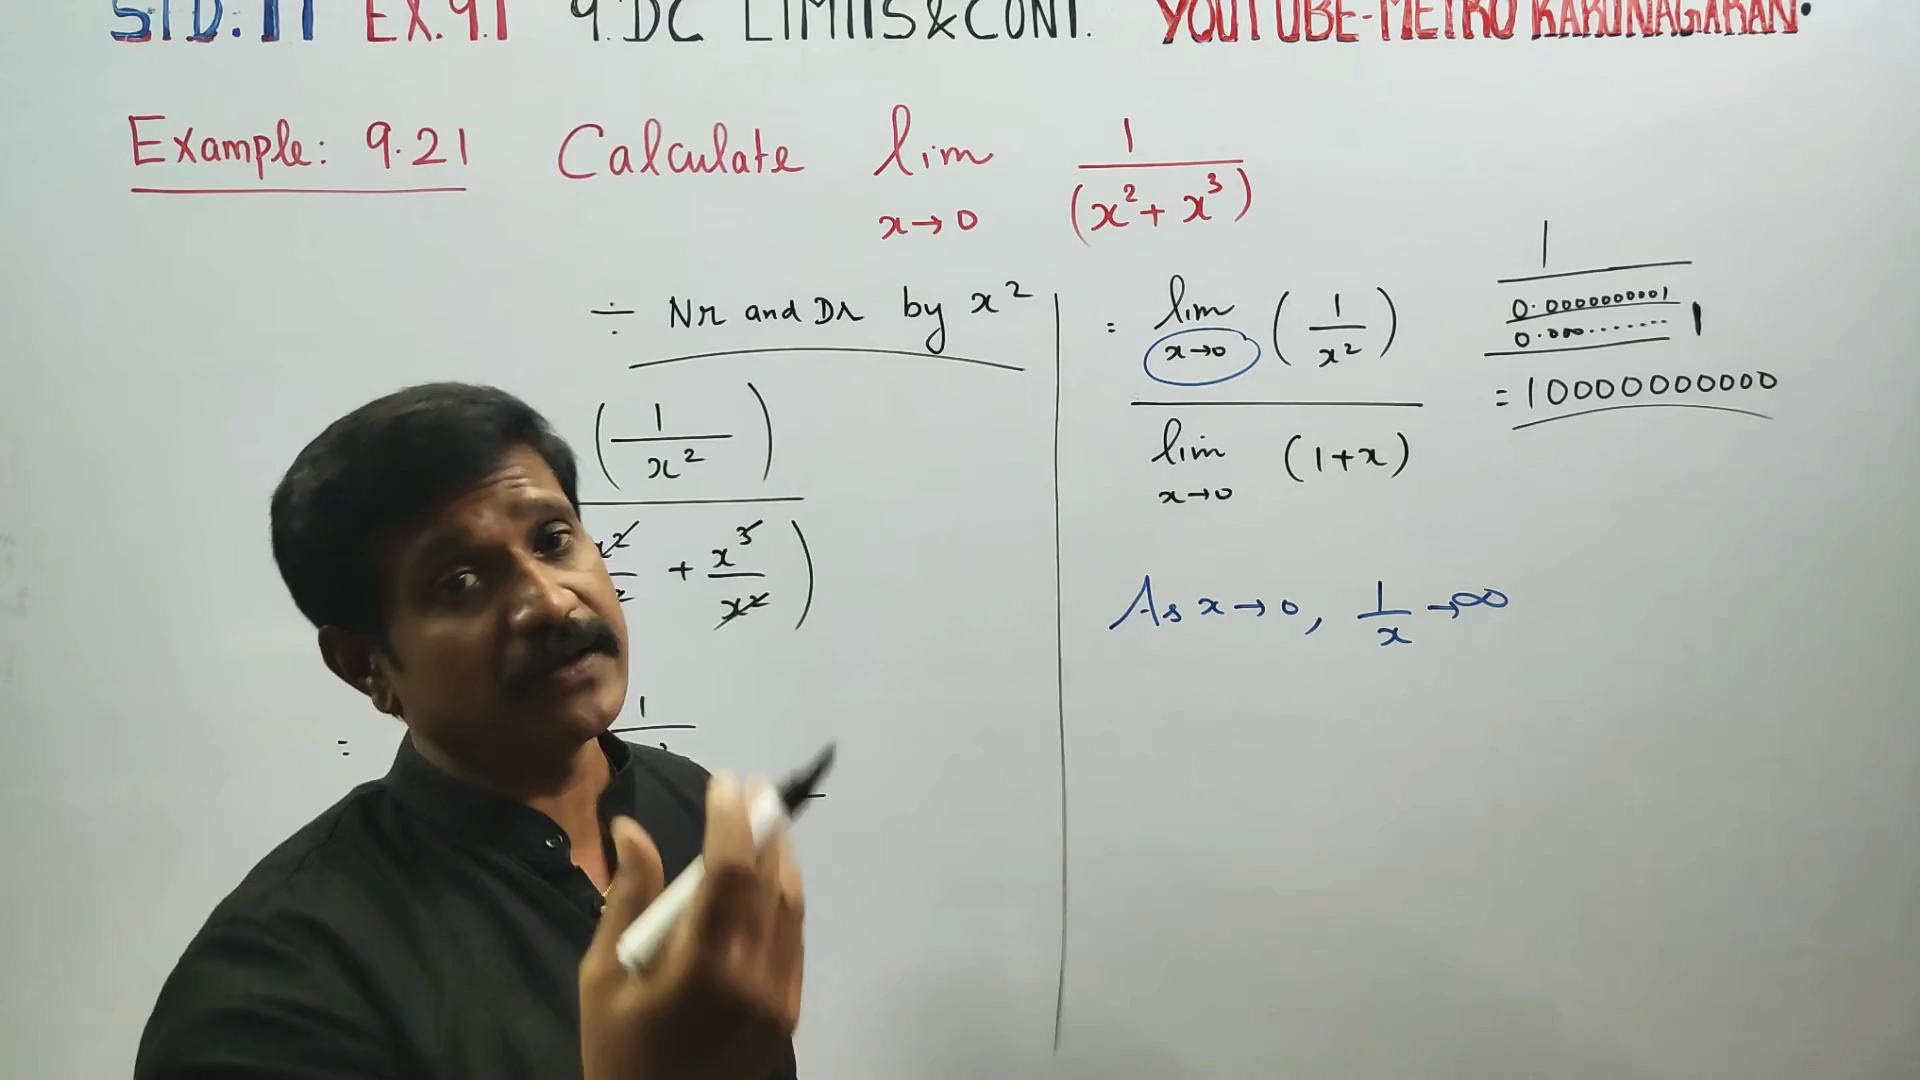 STD.11 EX.9.1 9.DC LIMITS&CONT. YOUTUBE-METRO KARUNAGARAN.
Example: 9.21 Calculate lim x→0 1/(x²+x³)
÷ Nr and Dr by x²
(1/x²)
x² + x³/x² )
= 1
= lim x→0 (1/x²)
lim x→0 (1+x)
1
0.0000000001
0.000........ 1
= 10000000000
As x→0, 1/x →∞